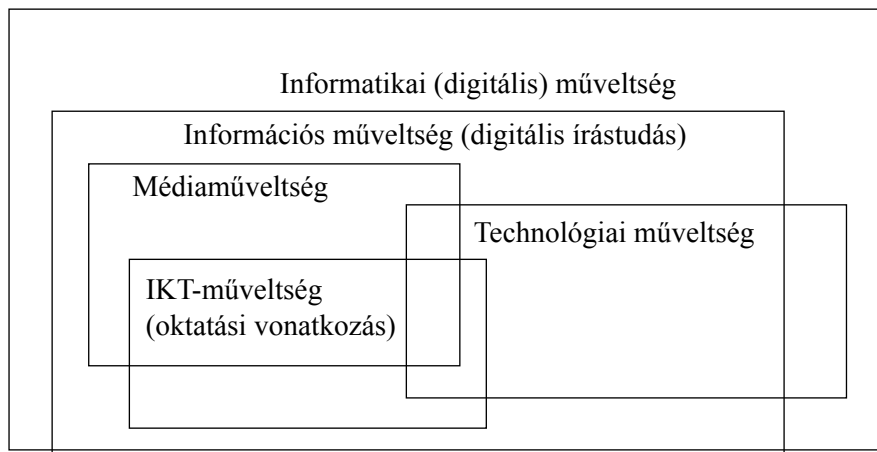 Informatikai (digitális) műveltség
Információs műveltség (digitális írástudás)
Médiaműveltség
Technológiai műveltség
IKT-műveltség
(oktatási vonatkozás)